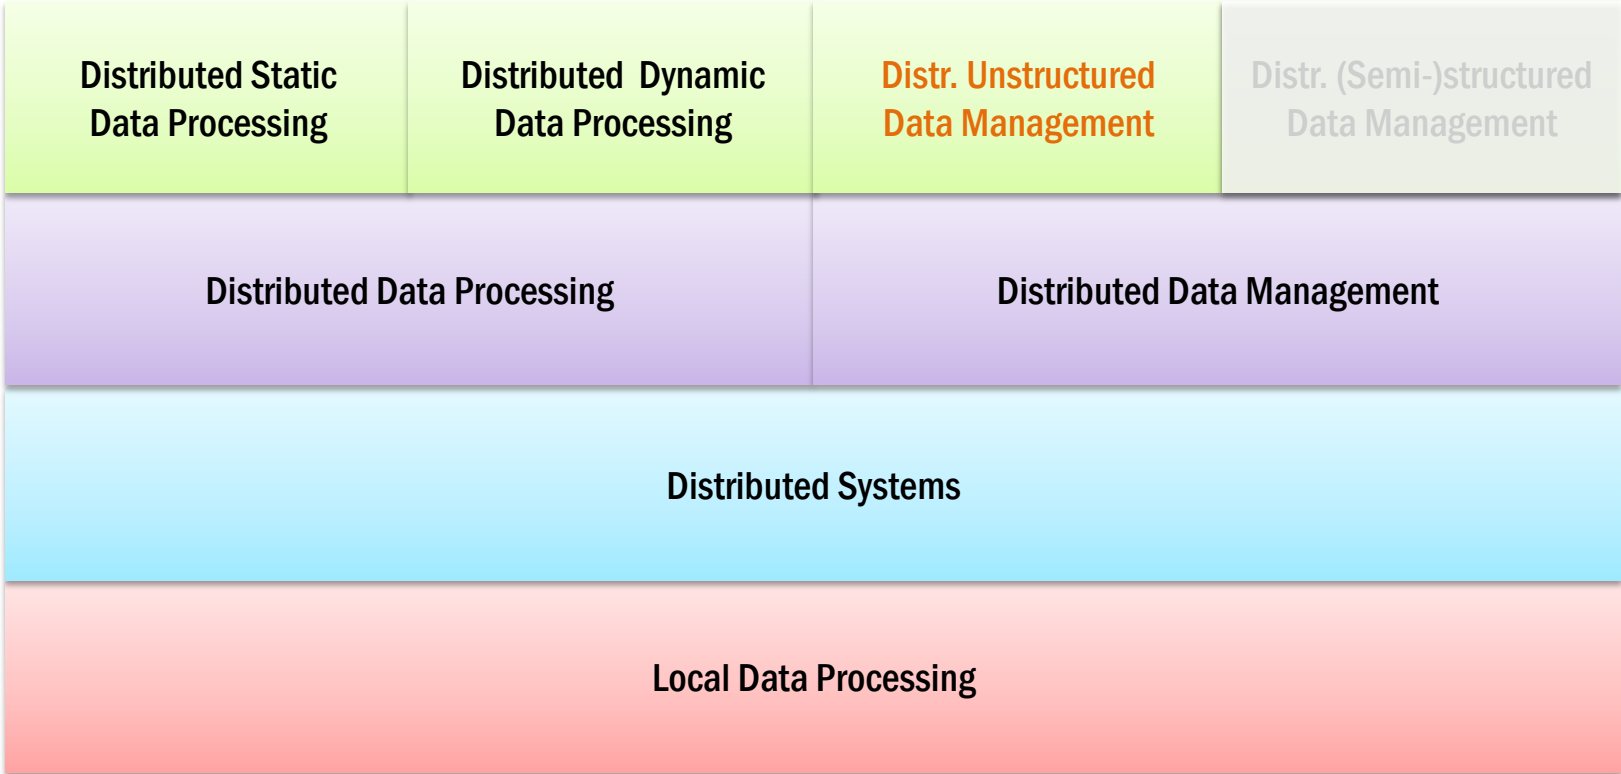 Distributed Static
Data Processing
Distributed Dynamic
Data Processing
Distr. Unstructured
Data Management
Distr. (Semi-)structured
Data Management
Distributed Data Processing
Distributed Data Management
Distributed Systems
Local Data Processing